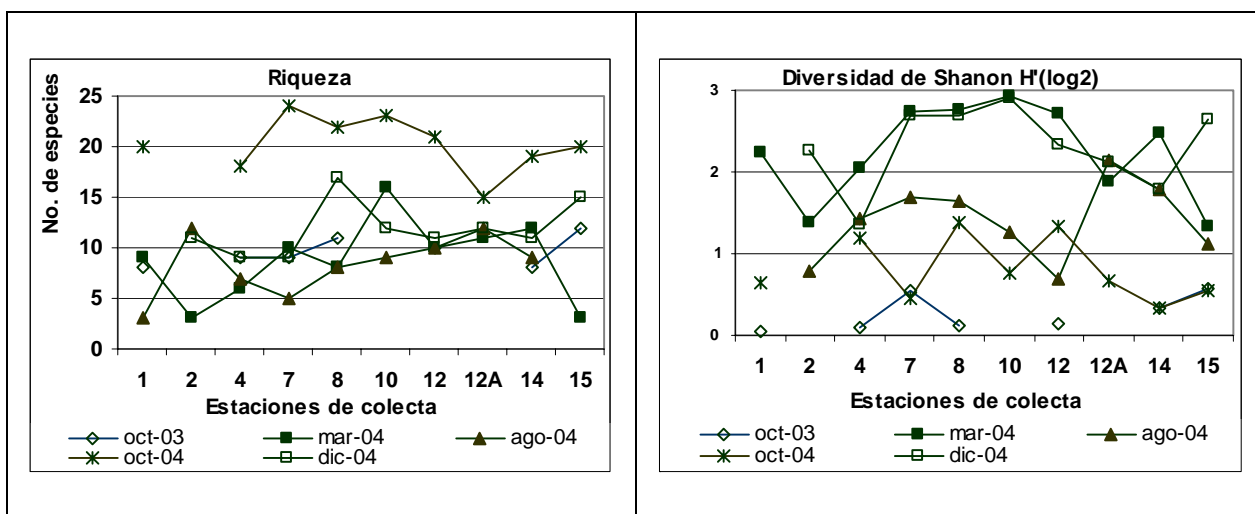 Riqueza
No. de especies
25
20
15
10
5
0
1 2 4 7 8 10 12 12A 14 15
Estaciones de colecta
oct-03 mar-04 ago-04
oct-04 dic-04
Diversidad de Shanon H'(log2)
3
2
1
0
1 2 4 7 8 10 12 12A 14 15
Estaciones de colecta
oct-03 mar-04 ago-04
oct-04 dic-04